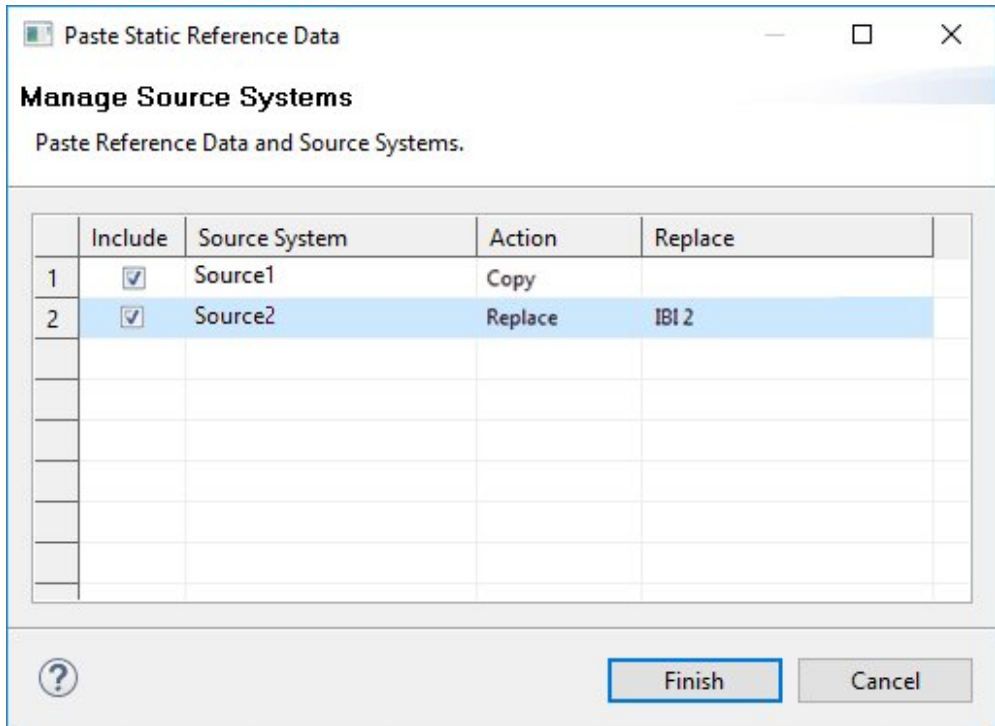 Paste Static Reference Data
Manage Source Systems
Paste Reference Data and Source Systems.
Include Source System Action Replace
1 Source1 Copy
2 Source2 Replace IBI 2
?
Finish Cancel